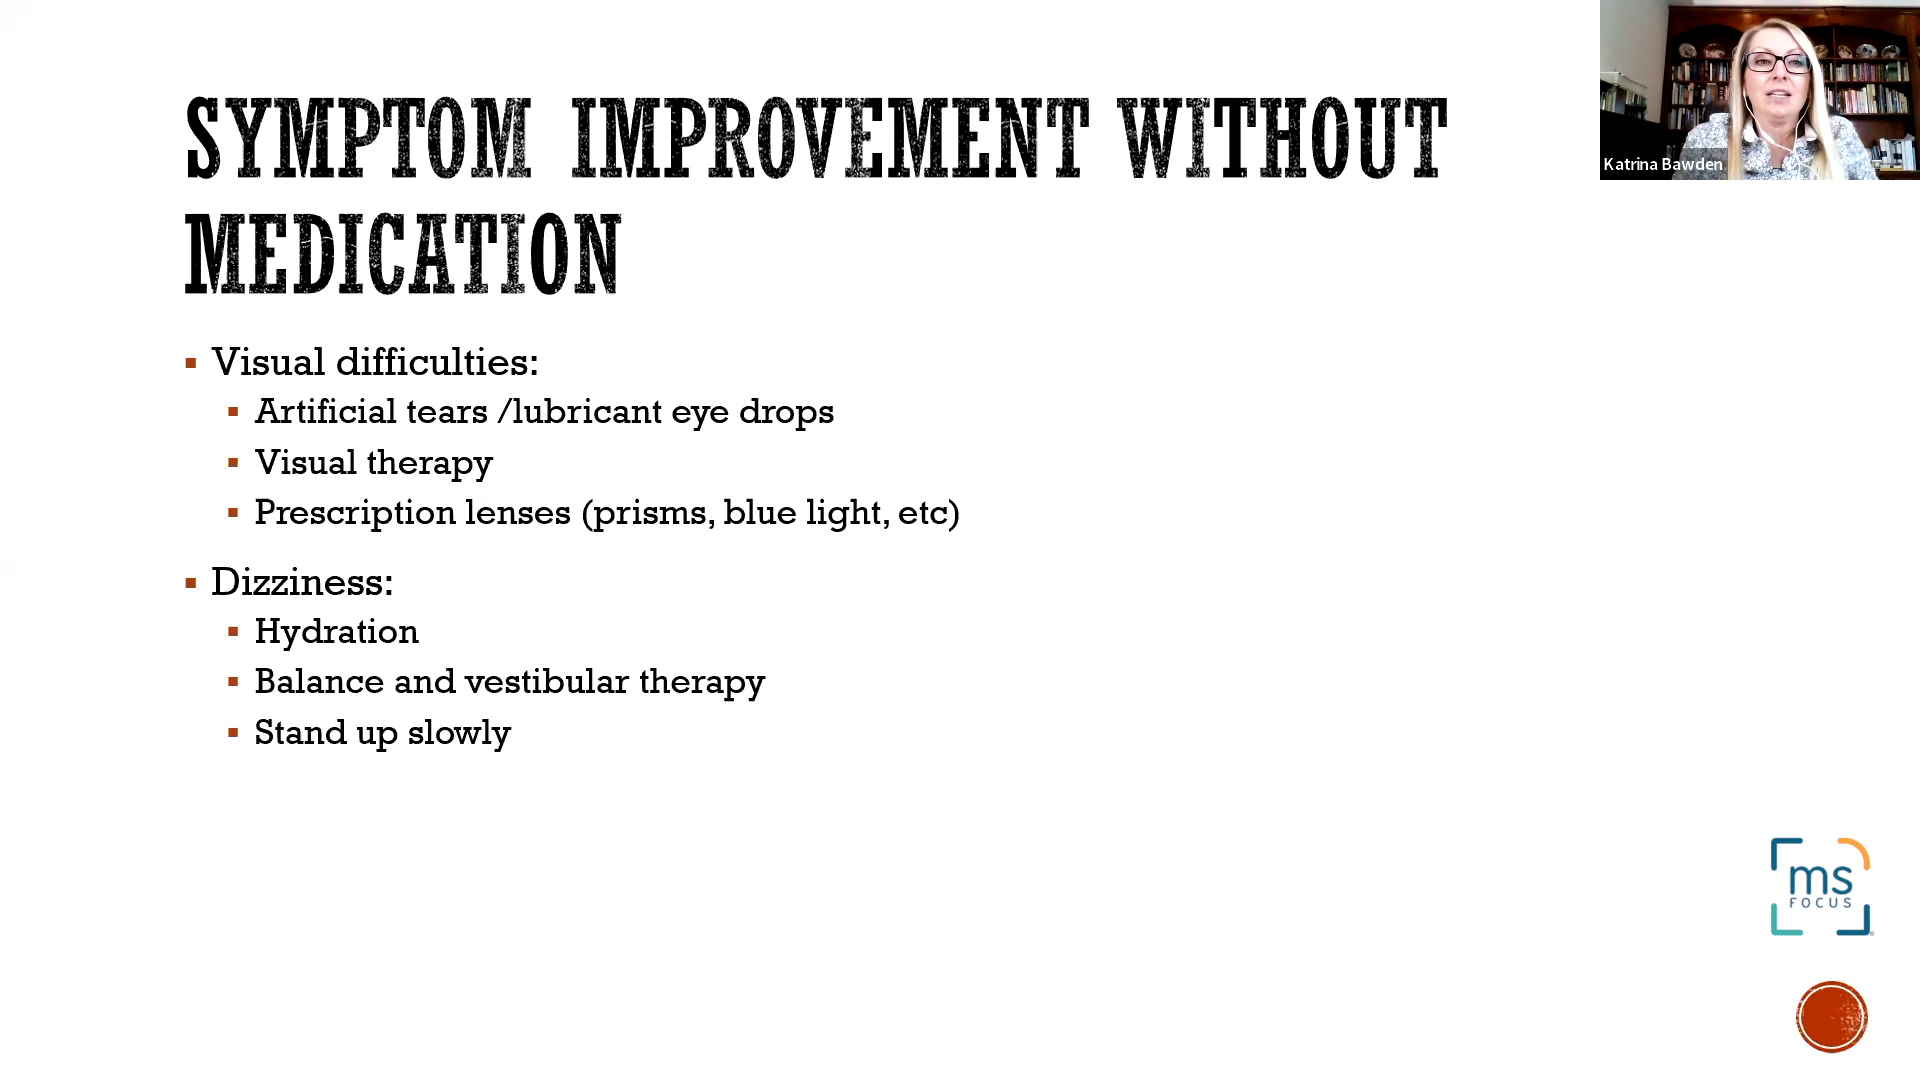 SYMPTOM IMPROVEMENT WITHOUT
MEDICATION
Visual difficulties:
Artificial tears /lubricant eye drops
Visual therapy
Prescription lenses (prisms, blue light, etc)
Dizziness:
Hydration
Balance and vestibular therapy
Stand up slowly
Katrina Bawden
ms
FOCUS